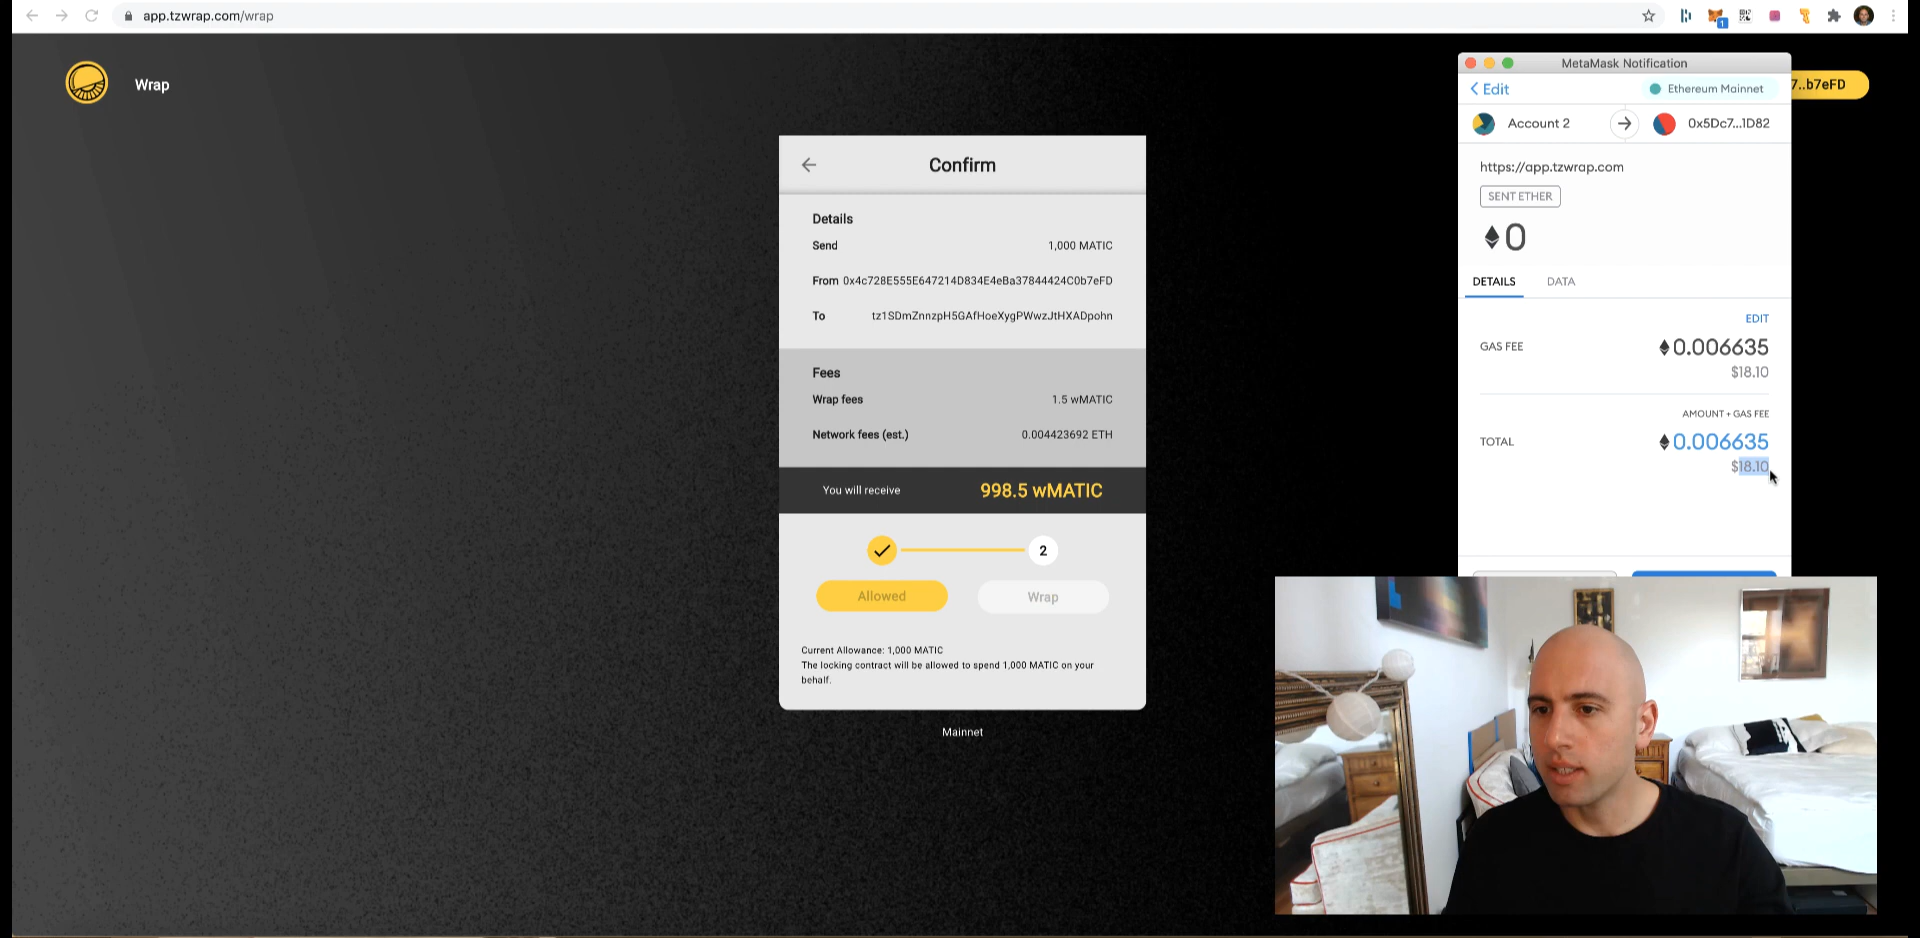 app.tzwrap.com/wrap
1
Wrap
7..b7eFD
MetaMask Notification
Edit
Ethereum Mainnet
Account 2
0x5Dc7...1D82
https://app.tzwrap.com
SENT ETHER
0
DETAILS
DATA
EDIT
GAS FEE
0.006635
$18.10
AMOUNT + GAS FEE
TOTAL
0.006635
$18.10
Confirm
Details
Send
1,000 MATIC
From 0x4c728E555E647214D834E4eBa37844424C0b7eFD
To
tz1SDmZnnzpH5GAfHoeXygPWwzJtHXADpohn
Fees
Wrap fees
1.5 wMATIC
Network fees (est.)
0.004423692 ETH
You will receive
998.5 wMATIC
2
Allowed
Wrap
Current Allowance: 1,000 MATIC
The locking contract will be allowed to spend 1,000 MATIC on your
behalf.
Mainnet